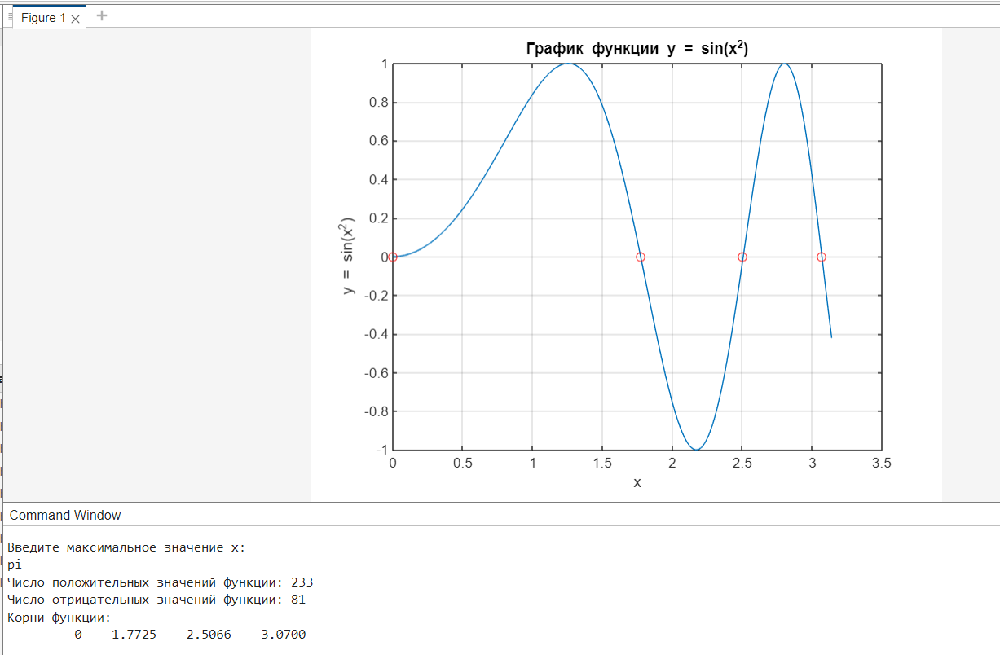 Figure 1
График функции y = sin(x²)
1
0.8
0.6
0.4
0.2
0
-0.2
-0.4
-0.6
-0.8
-1
y = sin(x²)
0 0.5 1 1.5 2 2.5 3 3.5
x
Command Window
Введите максимальное значение x:
pi
Число положительных значений функции: 233
Число отрицательных значений функции: 81
Корни функции:
0 1.7725 2.5066 3.0700